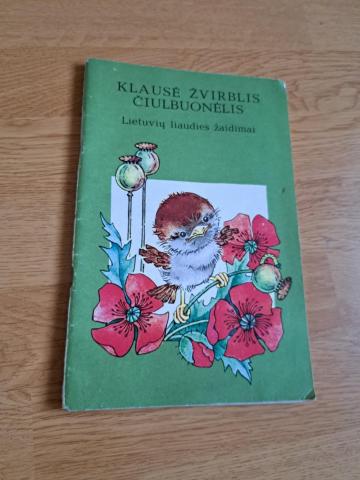 KLAUSĖ ŽVIRBLIS
ČIULBUONĖLIS
Lietuvių liaudies žaidimai